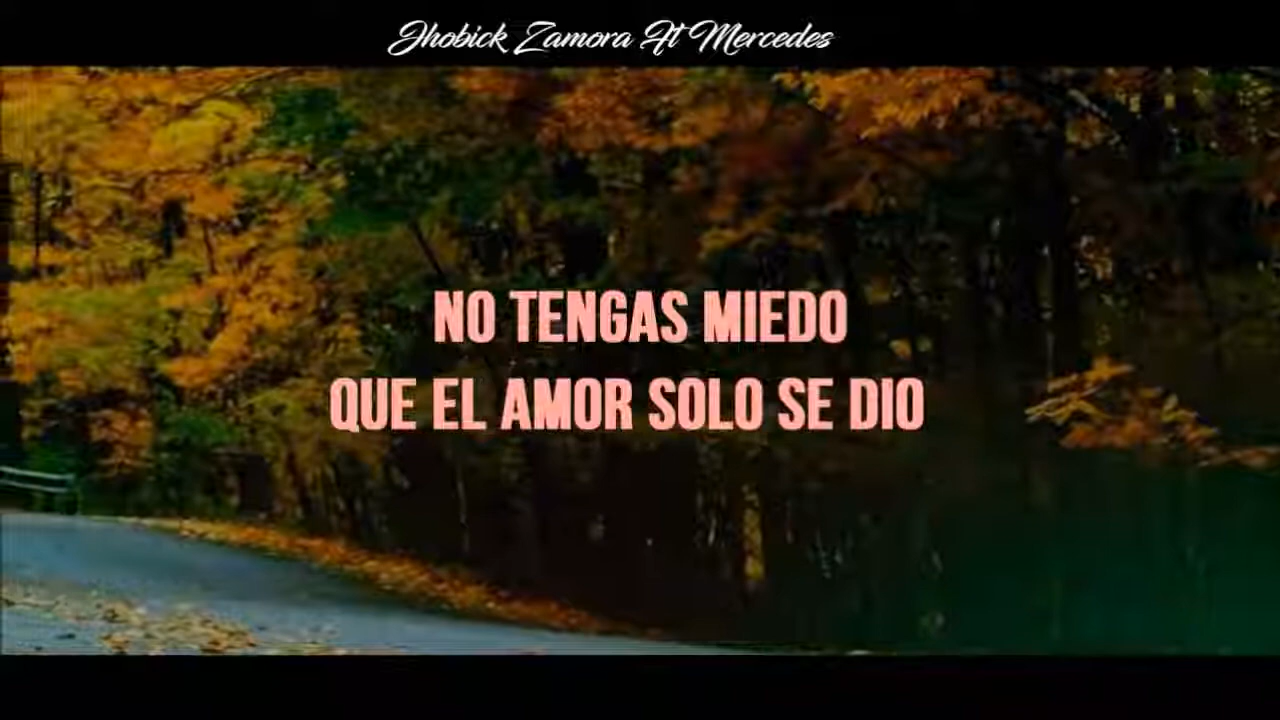 Jhobick Zamora Ft Mercedes
NO TENGAS MIEDO
QUE EL AMOR SOLO SE DIO